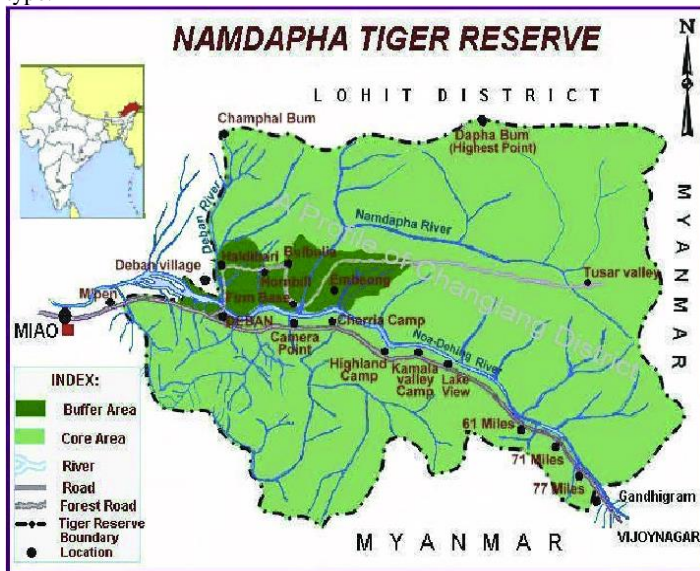 NAMDAPHA TIGER RESERVE
N
LOHIT DISTRICT
Champhal Bum
Dapha Bum
(Highest Point)
MYANMAR
Deban River
Namdapha River
A Profile of Changlang District
Haldibari
Bulbulia
Deban village
Hornbill
Embeong
Tusar valley
M'pen
Firm Base
MIAO
DEBAN
Cherria Camp
Camera
Point
Noa-Dehing River
Highland
Camp
Kamala
valley
Camp
Lake
View
INDEX:
Buffer Area
Core Area
River
Road
Forest Road
Tiger Reserve
Boundary
Location
61 Miles
71 Miles
77 Miles
Gandhigram
VIJOYNAGAR
MYANMAR